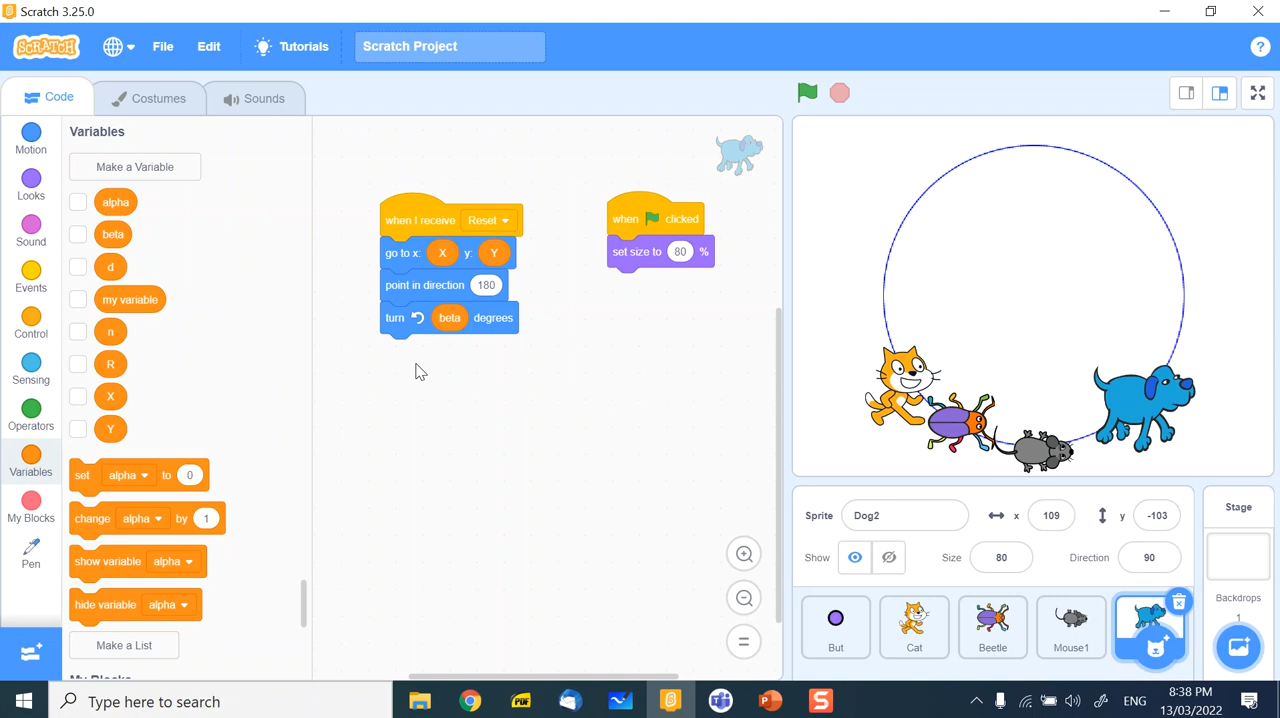 Scratch 3.25.0
SCRATCH
File
Edit
Tutorials
Scratch Project
?
Code
Costumes
Sounds
Motion
Looks
Sound
Events
Control
Sensing
Operators
Variables
My Blocks
Pen
Variables
Make a Variable
alpha
beta
d
my variable
n
R
X
Y
set alpha to 0
change alpha by 1
show variable alpha
hide variable alpha
Make a List
when I receive Reset
go to x: X y: Y
point in direction 180
turn beta degrees
when clicked
set size to 80 %
Sprite Dog2 x 109 y -103
Show Size 80 Direction 90
But
Cat
Beetle
Mouse1
Stage
Backdrops
1
Type here to search
PDF
ENG
8:38 PM
13/03/2022